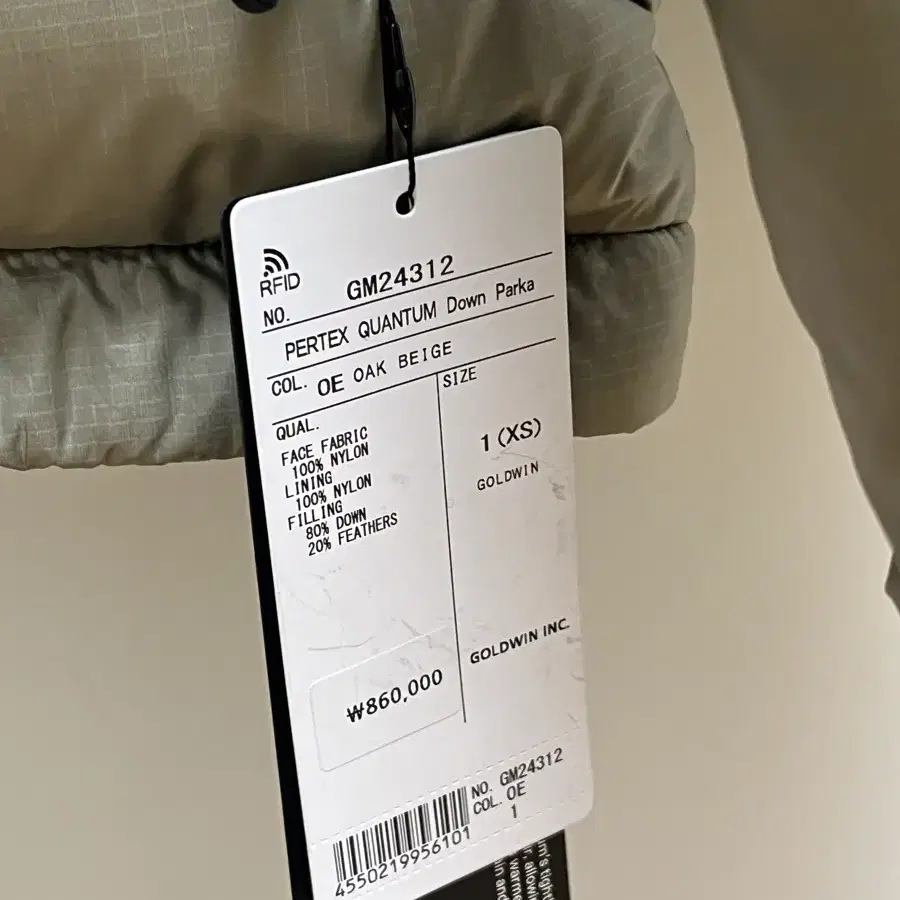 RFID
NO. GM24312
PERTEX QUANTUM Down Parka
COL. OE OAK BEIGE
QUAL.
FACE FABRIC
100% NYLON
LINING
100% NYLON
FILLING
80% DOWN
20% FEATHERS
SIZE
1 (XS)
GOLDWIN
GOLDWIN INC.
₩860,000
NO. GM24312
COL. OE
1
4550219956101